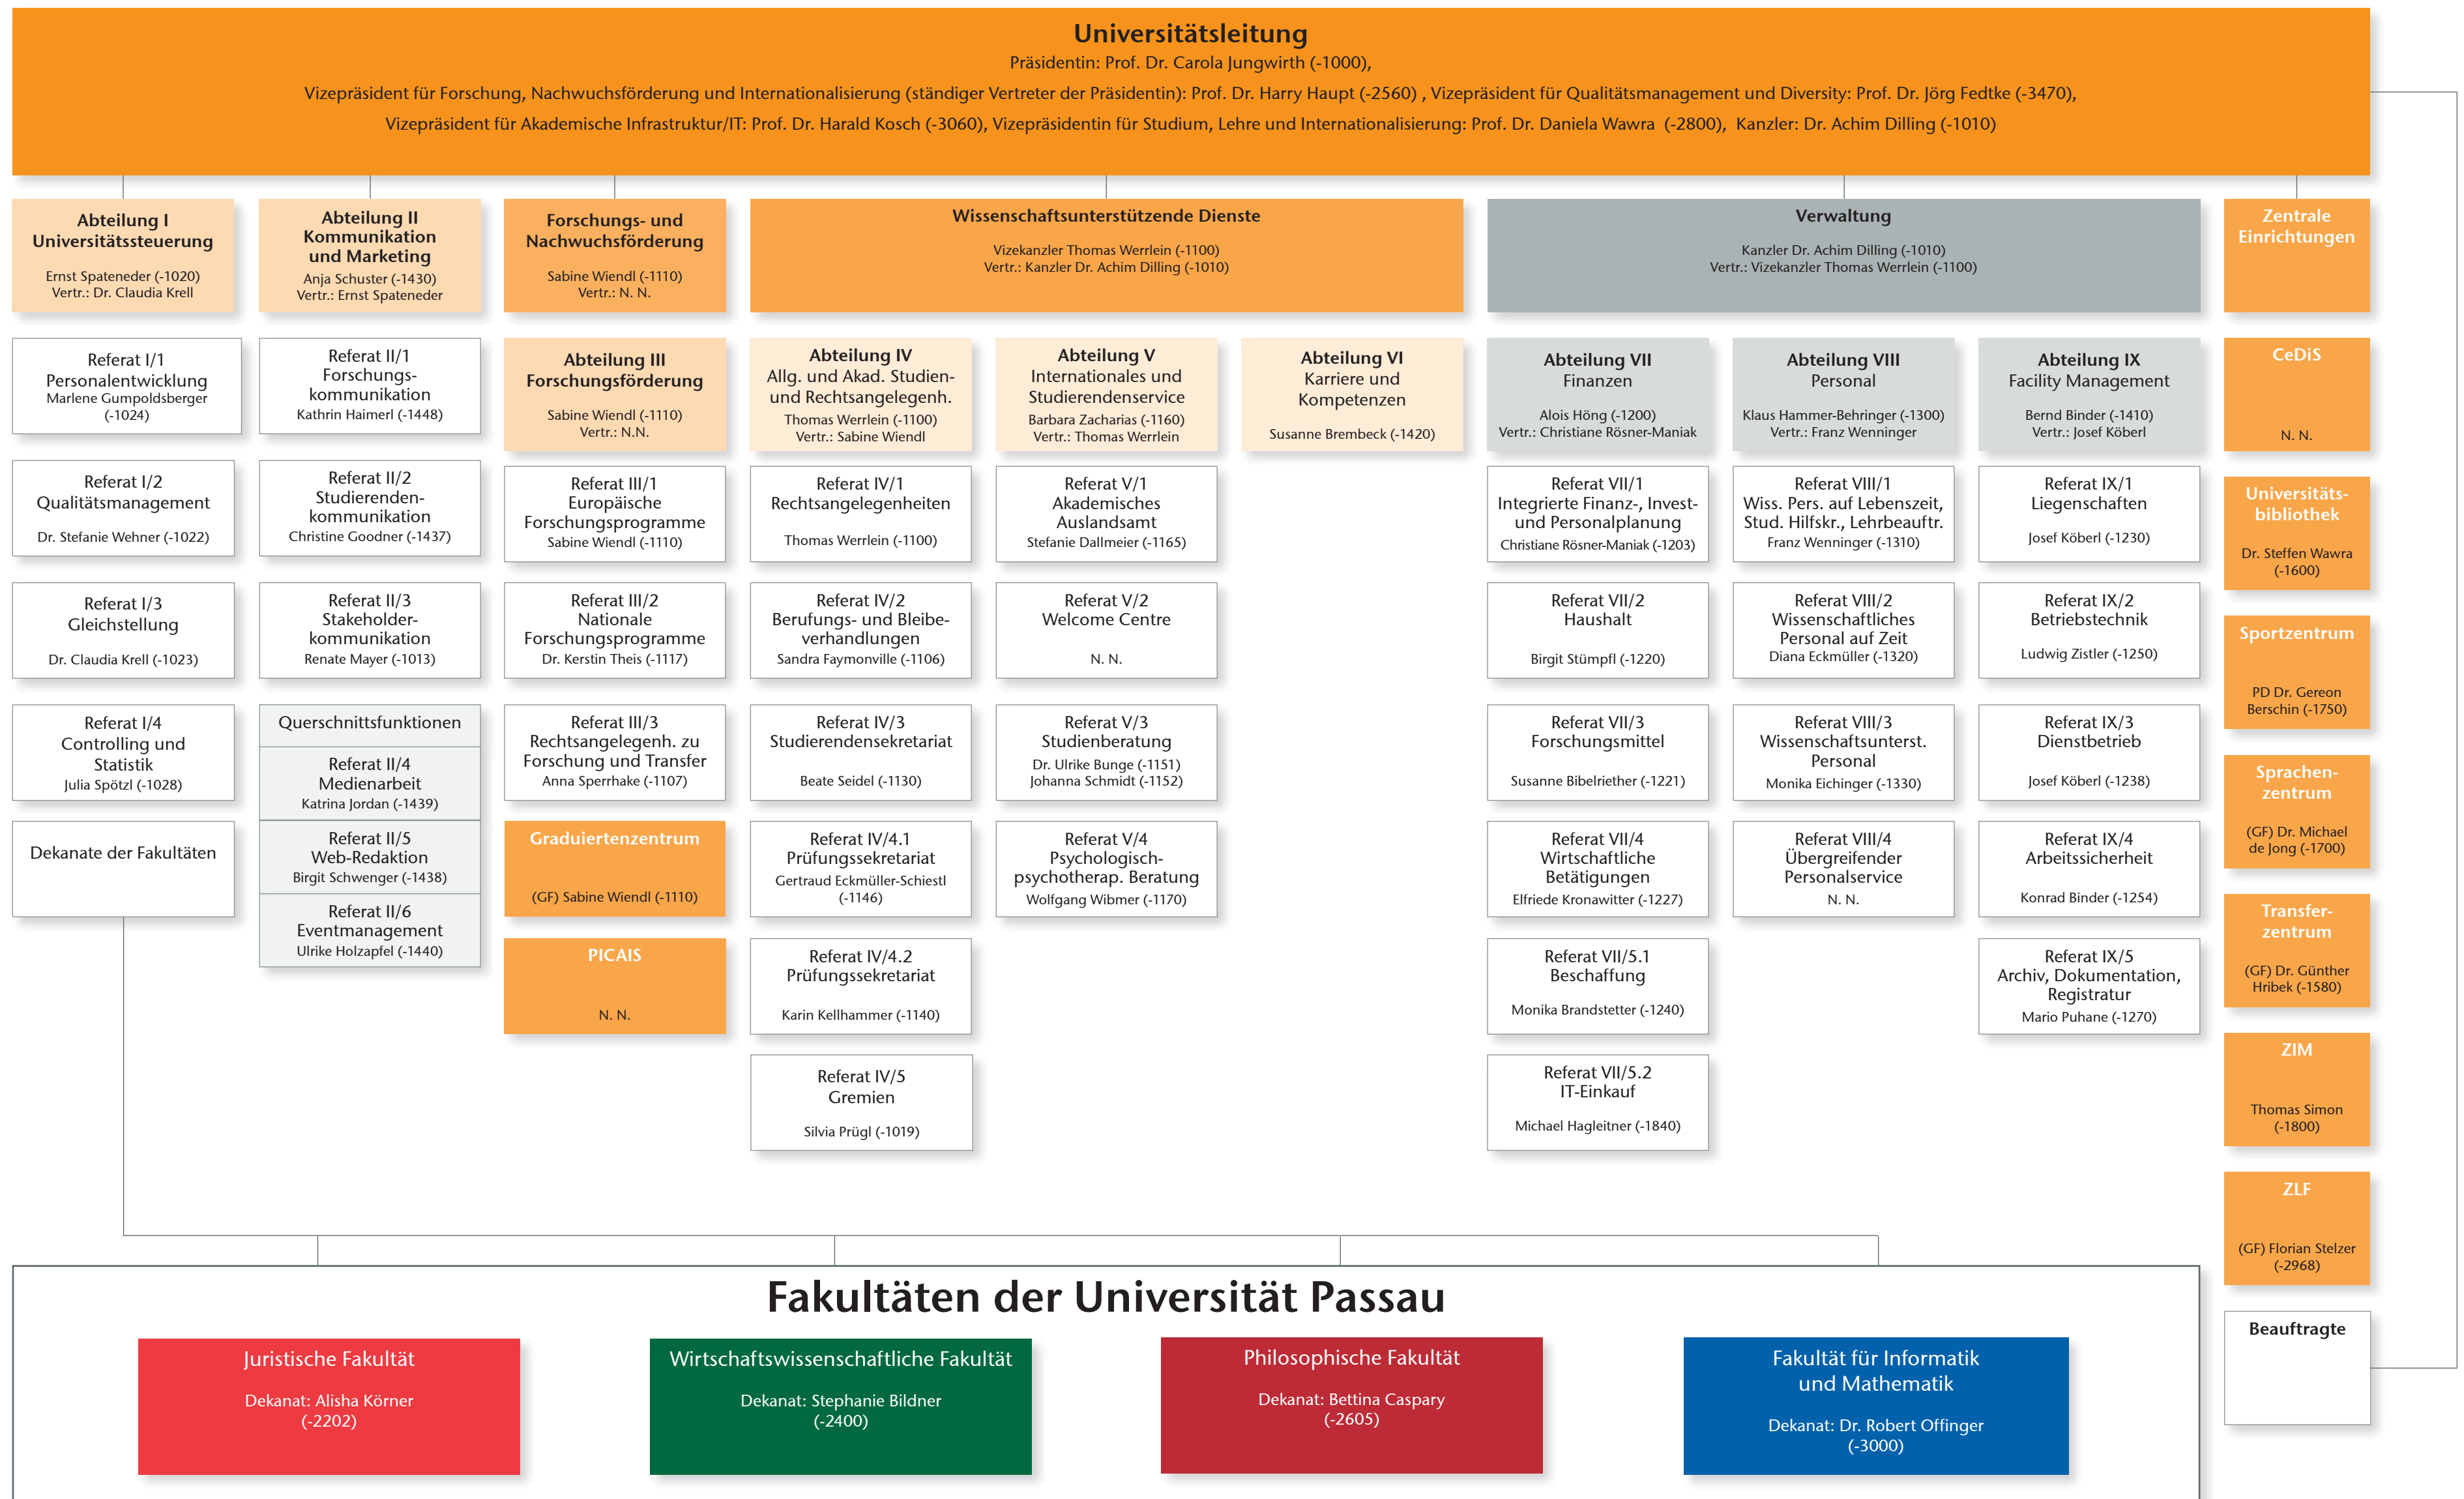 Universitätsleitung
Präsidentin: Prof. Dr. Carola Jungwirth (-1000),
Vizepräsident für Forschung, Nachwuchsförderung und Internationalisierung (ständiger Vertreter der Präsidentin): Prof. Dr. Harry Haupt (-2560) , Vizepräsident für Qualitätsmanagement und Diversity: Prof. Dr. Jörg Fedtke (-3470),
Vizepräsident für Akademische Infrastruktur/IT: Prof. Dr. Harald Kosch (-3060), Vizepräsidentin für Studium, Lehre und Internationalisierung: Prof. Dr. Daniela Wawra (-2800), Kanzler: Dr. Achim Dilling (-1010)
Abteilung I
Universitätssteuerung
Ernst Spateneder (-1020)
Vertr.: Dr. Claudia Krell
Referat I/1
Personalentwicklung
Marlene Gumpoldsberger
(-1024)
Referat I/2
Qualitätsmanagement
Dr. Stefanie Wehner (-1022)
Referat I/3
Gleichstellung
Dr. Claudia Krell (-1023)
Referat I/4
Controlling und
Statistik
Julia Spötzl (-1028)
Dekanate der Fakultäten
Abteilung II
Kommunikation
und Marketing
Anja Schuster (-1430)
Vertr.: Ernst Spateneder
Referat II/1
Forschungs-
kommunikation
Kathrin Haimerl (-1448)
Referat II/2
Studierenden-
kommunikation
Christine Goodner (-1437)
Referat II/3
Stakeholder-
kommunikation
Renate Mayer (-1013)
Querschnittsfunktionen
Referat II/4
Medienarbeit
Katrina Jordan (-1439)
Referat II/5
Web-Redaktion
Birgit Schwenger (-1438)
Referat II/6
Eventmanagement
Ulrike Holzapfel (-1440)
Forschungs- und
Nachwuchsförderung
Sabine Wiendl (-1110)
Vertr.: N. N.
Abteilung III
Forschungsförderung
Sabine Wiendl (-1110)
Vertr.: N.N.
Referat III/1
Europäische
Forschungsprogramme
Sabine Wiendl (-1110)
Referat III/2
Nationale
Forschungsprogramme
Dr. Kerstin Theis (-1117)
Referat III/3
Rechtsangelegenh. zu
Forschung und Transfer
Anna Sperrhake (-1107)
Graduiertenzentrum
(GF) Sabine Wiendl (-1110)
PICAIS
N. N.
Wissenschaftsunterstützende Dienste
Vizekanzler Thomas Werrlein (-1100)
Vertr.: Kanzler Dr. Achim Dilling (-1010)
Abteilung IV
Allg. und Akad. Studien-
und Rechtsangelegenh.
Thomas Werrlein (-1100)
Vertr.: Sabine Wiendl
Referat IV/1
Rechtsangelegenheiten
Thomas Werrlein (-1100)
Referat IV/2
Berufungs- und Bleibe-
verhandlungen
Sandra Faymonville (-1106)
Referat IV/3
Studierendensekretariat
Beate Seidel (-1130)
Referat IV/4.1
Prüfungssekretariat
Gertraud Eckmüller-Schiestl
(-1146)
Referat IV/4.2
Prüfungssekretariat
Karin Kellhammer (-1140)
Referat IV/5
Gremien
Silvia Prügl (-1019)
Abteilung V
Internationales und
Studierendenservice
Barbara Zacharias (-1160)
Vertr.: Thomas Werrlein
Referat V/1
Akademisches
Auslandsamt
Stefanie Dallmeier (-1165)
Referat V/2
Welcome Centre
N. N.
Referat V/3
Studienberatung
Dr. Ulrike Bunge (-1151)
Johanna Schmidt (-1152)
Referat V/4
Psychologisch-
psychotherap. Beratung
Wolfgang Wibmer (-1170)
Abteilung VI
Karriere und
Kompetenzen
Susanne Brembeck (-1420)
Verwaltung
Kanzler Dr. Achim Dilling (-1010)
Vertr.: Vizekanzler Thomas Werrlein (-1100)
Abteilung VII
Finanzen
Alois Höng (-1200)
Vertr.: Christiane Rösner-Maniak
Referat VII/1
Integrierte Finanz-, Invest-
und Personalplanung
Christiane Rösner-Maniak (-1203)
Referat VII/2
Haushalt
Birgit Stümpfl (-1220)
Referat VII/3
Forschungsmittel
Susanne Bibelriether (-1221)
Referat VII/4
Wirtschaftliche
Betätigungen
Elfriede Kronawitter (-1227)
Referat VII/5.1
Beschaffung
Monika Brandstetter (-1240)
Referat VII/5.2
IT-Einkauf
Michael Hagleitner (-1840)
Abteilung VIII
Personal
Klaus Hammer-Behringer (-1300)
Vertr.: Franz Wenninger
Referat VIII/1
Wiss. Pers. auf Lebenszeit,
Stud. Hilfskr., Lehrbeauftr.
Franz Wenninger (-1310)
Referat VIII/2
Wissenschaftliches
Personal auf Zeit
Diana Eckmüller (-1320)
Referat VIII/3
Wissenschaftsunterst.
Personal
Monika Eichinger (-1330)
Referat VIII/4
Übergreifender
Personalservice
N. N.
Abteilung IX
Facility Management
Bernd Binder (-1410)
Vertr.: Josef Köberl
Referat IX/1
Liegenschaften
Josef Köberl (-1230)
Referat IX/2
Betriebstechnik
Ludwig Zistler (-1250)
Referat IX/3
Dienstbetrieb
Josef Köberl (-1238)
Referat IX/4
Arbeitssicherheit
Konrad Binder (-1254)
Referat IX/5
Archiv, Dokumentation,
Registratur
Mario Puhane (-1270)
Zentrale
Einrichtungen
CeDiS
N. N.
Universitäts-
bibliothek
Dr. Steffen Wawra
(-1600)
Sportzentrum
PD Dr. Gereon
Berschin (-1750)
Sprachen-
zentrum
(GF) Dr. Michael
de Jong (-1700)
Transfer-
zentrum
(GF) Dr. Günther
Hribek (-1580)
ZIM
Thomas Simon
(-1800)
ZLF
(GF) Florian Stelzer
(-2968)
Beauftragte
Fakultäten der Universität Passau
Juristische Fakultät
Dekanat: Alisha Körner
(-2202)
Wirtschaftswissenschaftliche Fakultät
Dekanat: Stephanie Bildner
(-2400)
Philosophische Fakultät
Dekanat: Bettina Caspary
(-2605)
Fakultät für Informatik
und Mathematik
Dekanat: Dr. Robert Offinger
(-3000)